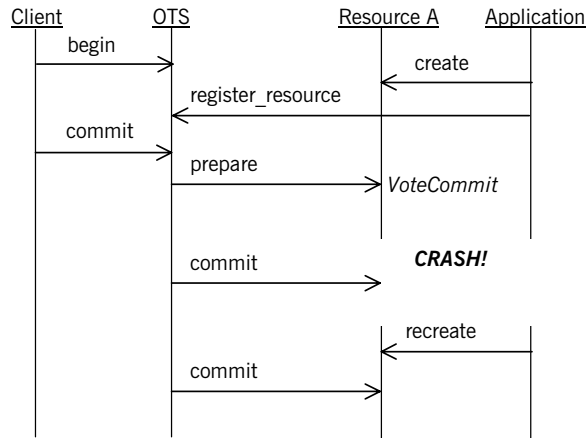 Client OTS Resource A Application
begin
create
register_resource
commit
prepare
VoteCommit
CRASH!
commit
recreate
commit